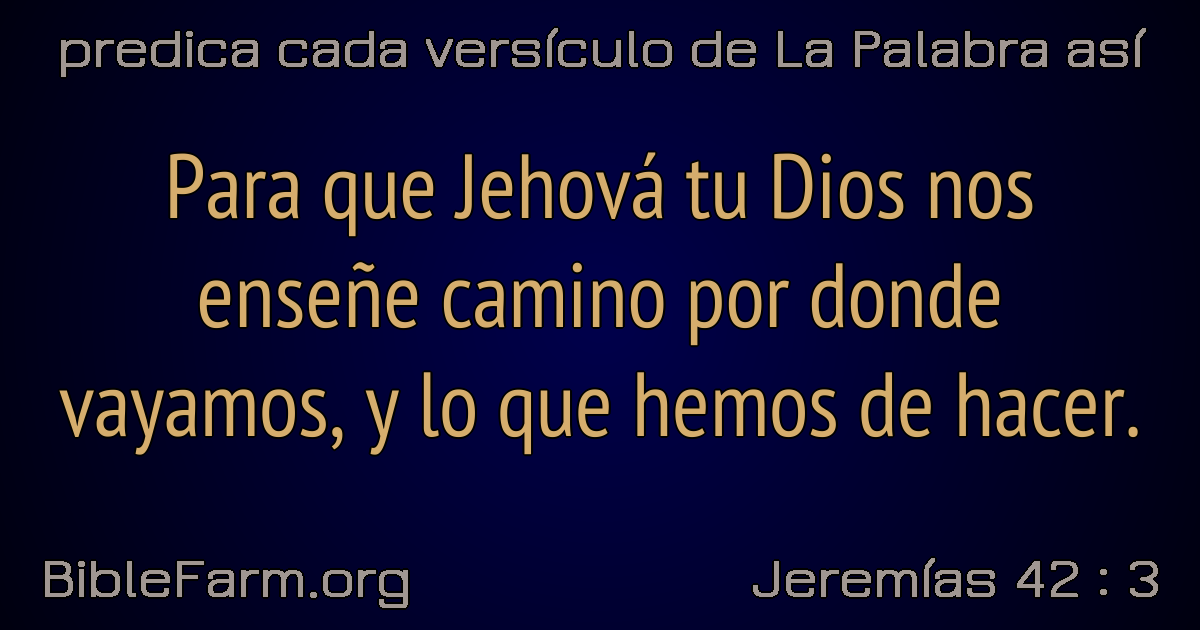 predica cada versículo de La Palabra así
Para que Jehová tu Dios nos
enseñe camino por donde
vayamos, y lo que hemos de hacer.
BibleFarm.org
Jeremías 42 : 3